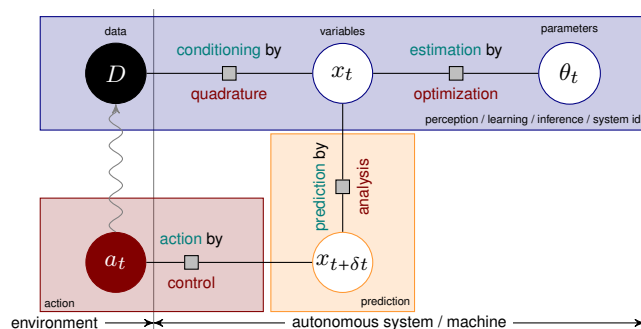 data
variables
parameters
conditioning by
estimation by
D
x_t
θ_t
quadrature
optimization
perception / learning / inference / system id
prediction by
analysis
action by
a_t
x_{t+δt}
control
action
prediction
environment
autonomous system / machine